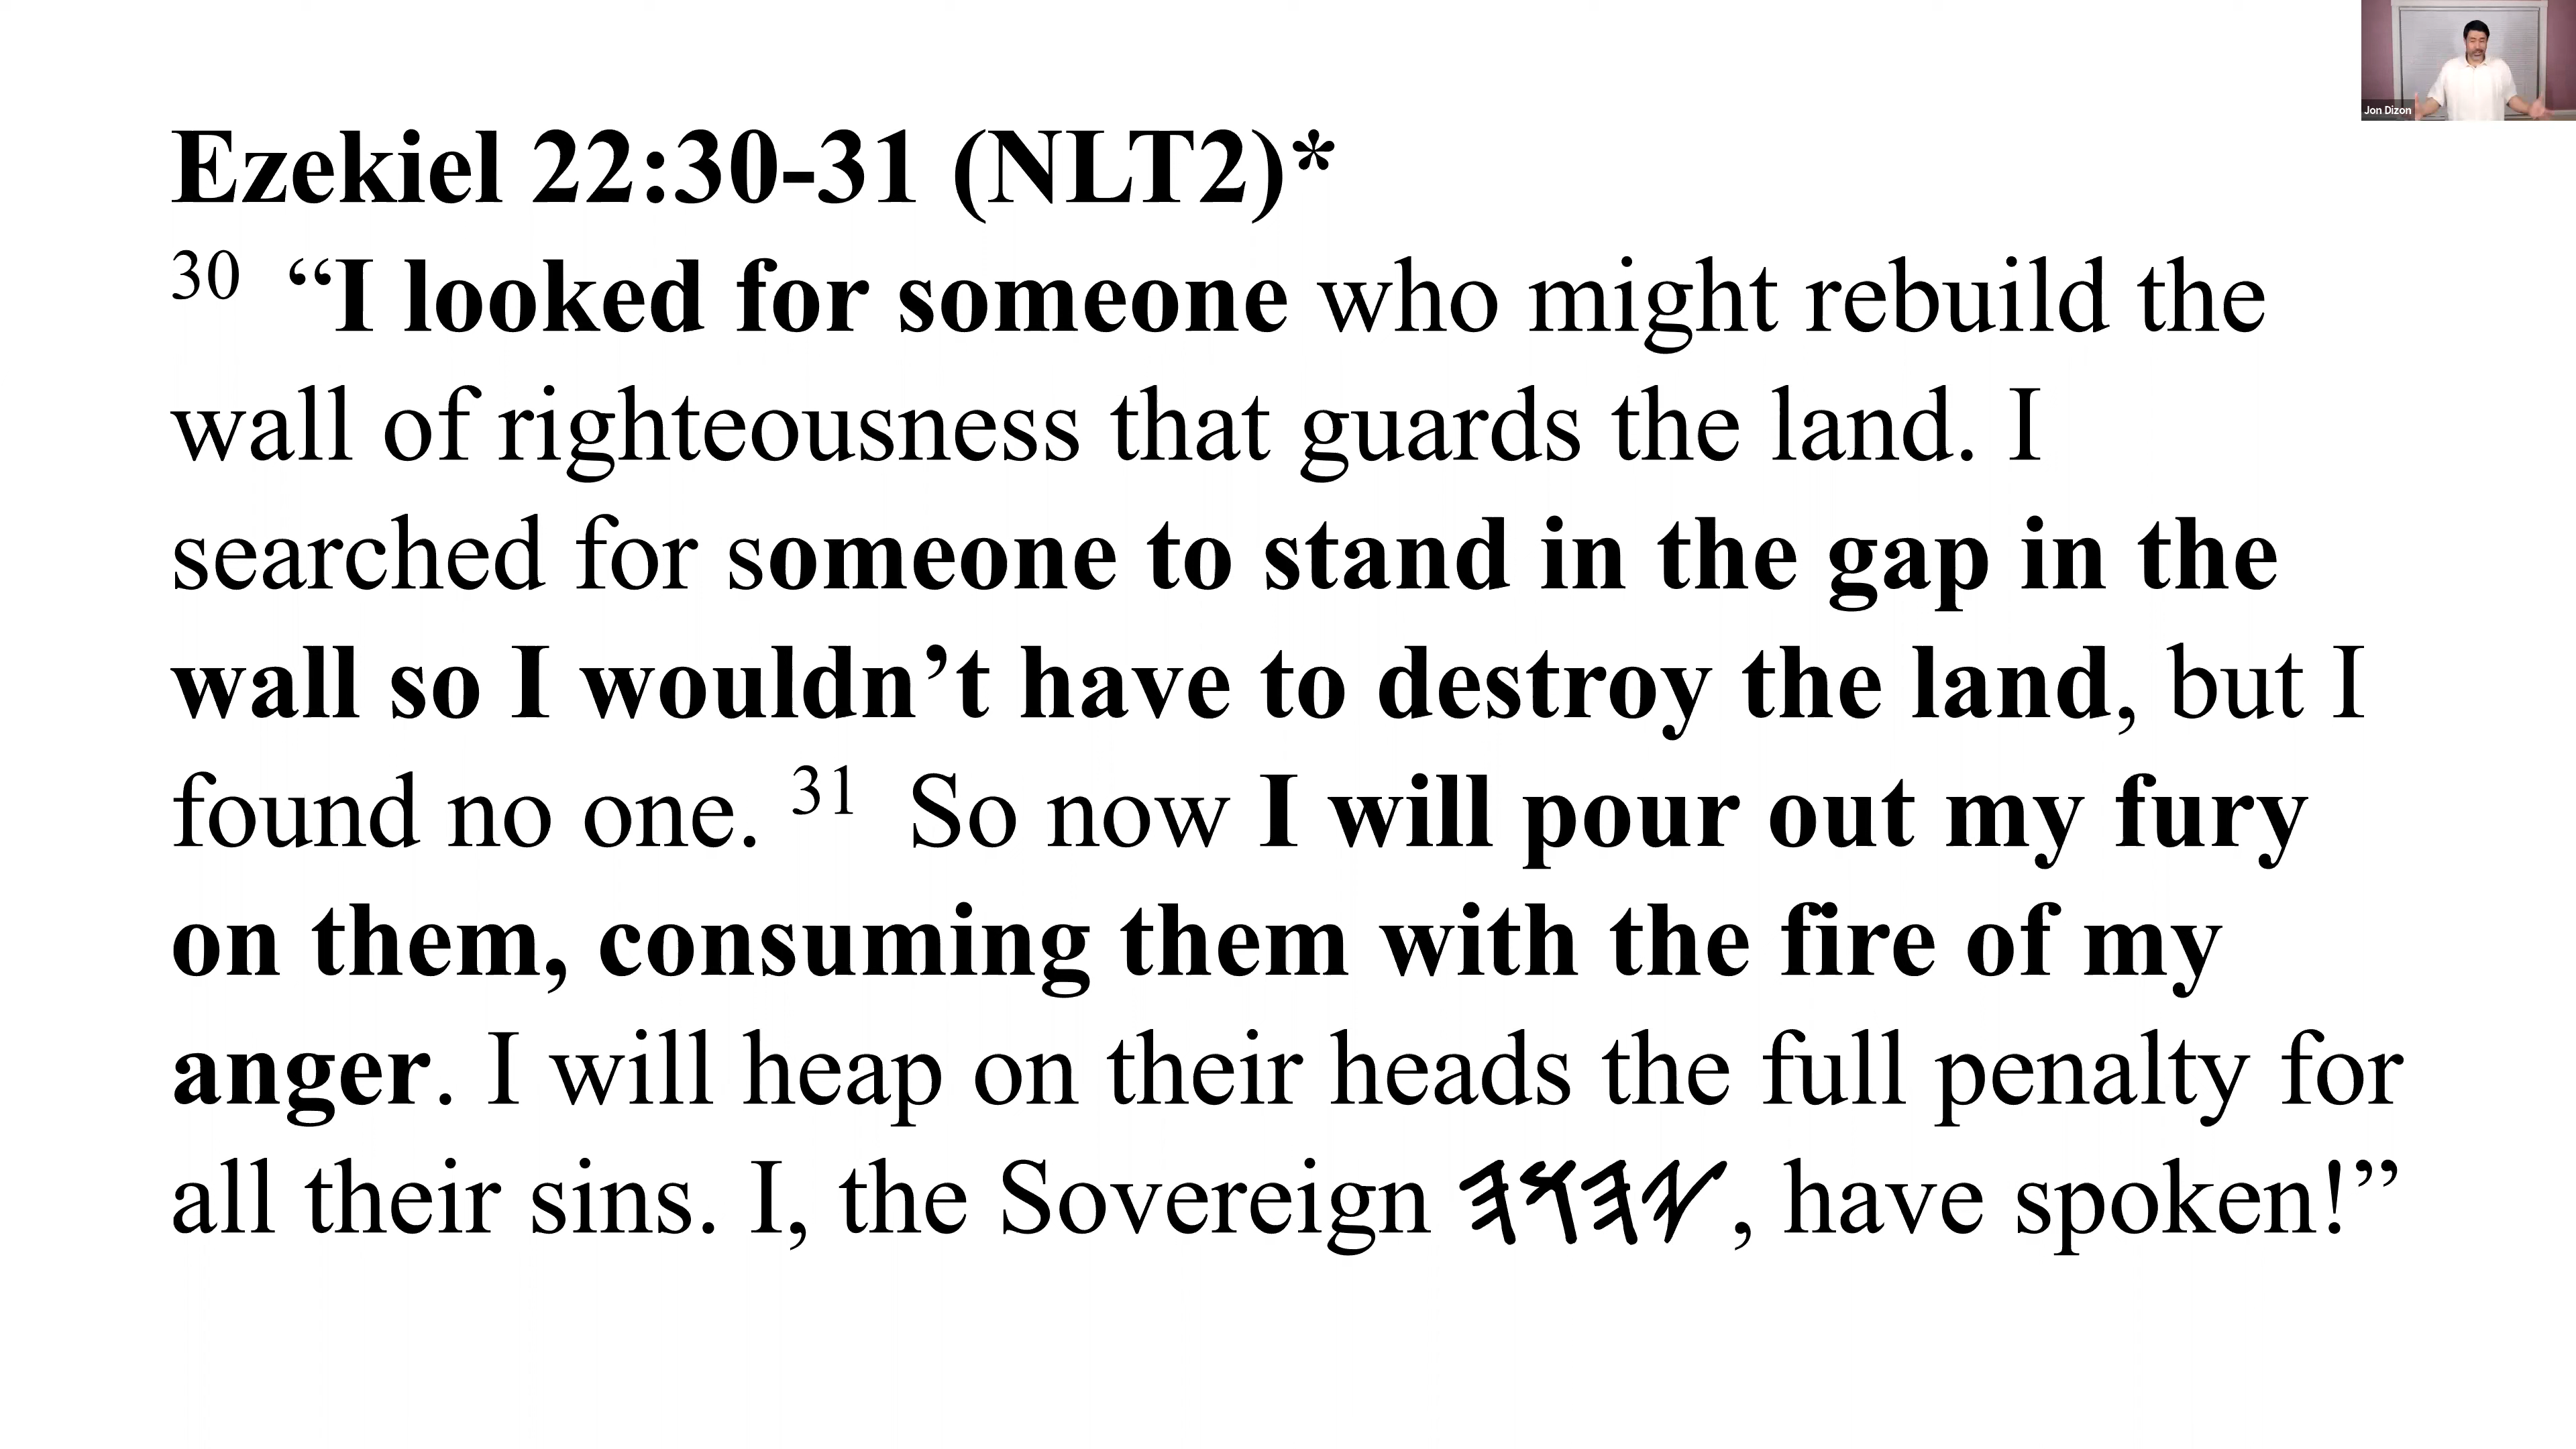 Jon Dizon
Ezekiel 22:30-31 (NLT2)*
30 “I looked for someone who might rebuild the
wall of righteousness that guards the land. I
searched for someone to stand in the gap in the
wall so I wouldn’t have to destroy the land, but I
found no one. 31 So now I will pour out my fury
on them, consuming them with the fire of my
anger. I will heap on their heads the full penalty for
all their sins. I, the Sovereign 𐤉𐤄𐤅𐤄, have spoken!”